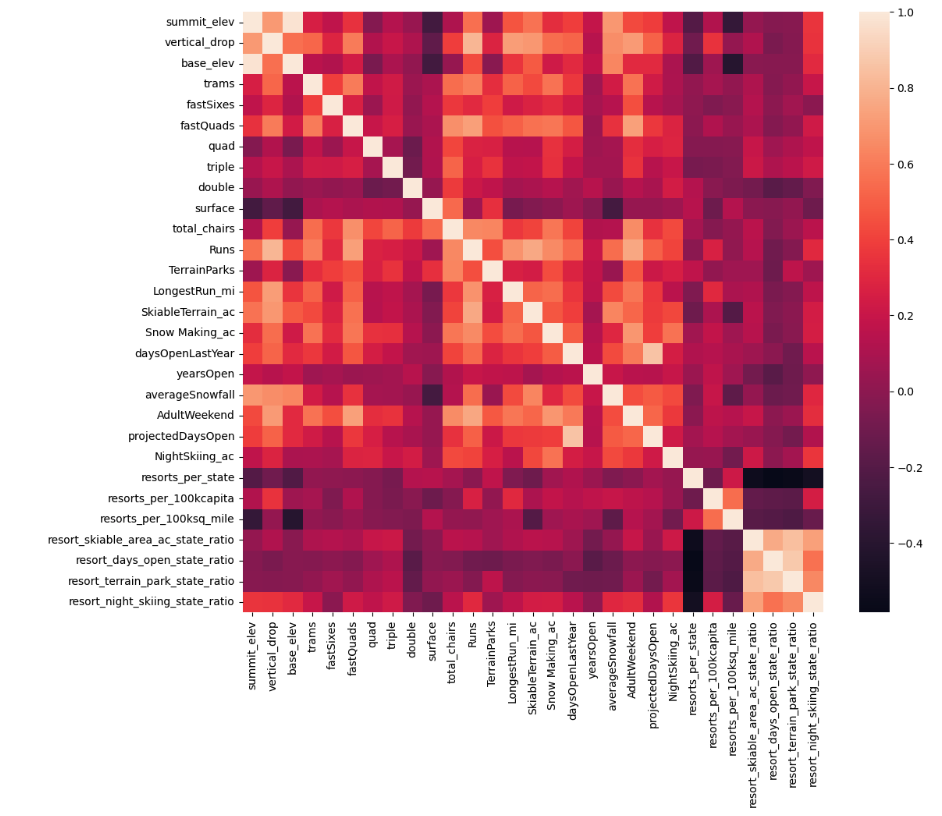 summit_elev
vertical_drop
base_elev
trams
fastSixes
fastQuads
quad
triple
double
surface
total_chairs
Runs
TerrainParks
LongestRun_mi
SkiableTerrain_ac
Snow Making_ac
daysOpenLastYear
yearsOpen
averageSnowfall
AdultWeekend
projectedDaysOpen
NightSkiing_ac
resorts_per_state
resorts_per_100kcapita
resorts_per_100ksq_mile
resort_skiable_area_ac_state_ratio
resort_days_open_state_ratio
resort_terrain_park_state_ratio
resort_night_skiing_state_ratio
summit_elev
vertical_drop
base_elev
trams
fastSixes
fastQuads
quad
triple
double
surface
total_chairs
Runs
TerrainParks
LongestRun_mi
SkiableTerrain_ac
Snow Making_ac
daysOpenLastYear
yearsOpen
averageSnowfall
AdultWeekend
projectedDaysOpen
NightSkiing_ac
resorts_per_state
resorts_per_100kcapita
resorts_per_100ksq_mile
resort_skiable_area_ac_state_ratio
resort_days_open_state_ratio
resort_terrain_park_state_ratio
resort_night_skiing_state_ratio
1.0
0.8
0.6
0.4
0.2
0.0
−0.2
−0.4